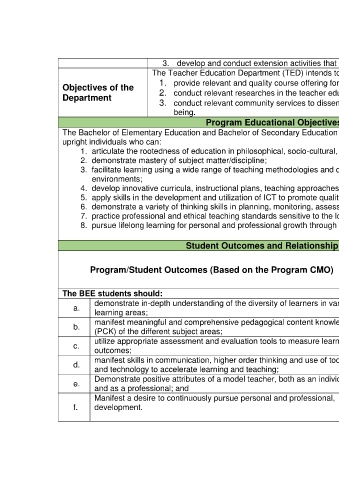 3. develop and conduct extension activities that
Objectives of the Department
The Teacher Education Department (TED) intends to
1. provide relevant and quality course offering for
2. conduct relevant researches in the teacher edu
3. conduct relevant community services to dissem
being.
Program Educational Objectives
The Bachelor of Elementary Education and Bachelor of Secondary Education
upright individuals who can:
1. articulate the rootedness of education in philosophical, socio-cultural,
2. demonstrate mastery of subject matter/discipline;
3. facilitate learning using a wide range of teaching methodologies and
environments;
4. develop innovative curricula, instructional plans, teaching approaches
5. apply skills in the development and utilization of ICT to promote quali
6. demonstrate a variety of thinking skills in planning, monitoring, assess
7. practice professional and ethical teaching standards sensitive to the lo
8. pursue lifelong learning for personal and professional growth through
Student Outcomes and Relationship
Program/Student Outcomes (Based on the Program CMO)
The BEE students should:
a. demonstrate in-depth understanding of the diversity of learners in var
learning areas;
b. manifest meaningful and comprehensive pedagogical content knowle
(PCK) of the different subject areas;
c. utilize appropriate assessment and evaluation tools to measure learn
outcomes;
d. manifest skills in communication, higher order thinking and use of too
and technology to accelerate learning and teaching;
e. Demonstrate positive attributes of a model teacher, both as an indivi
and as a professional; and
f. Manifest a desire to continuously pursue personal and professional,
development.